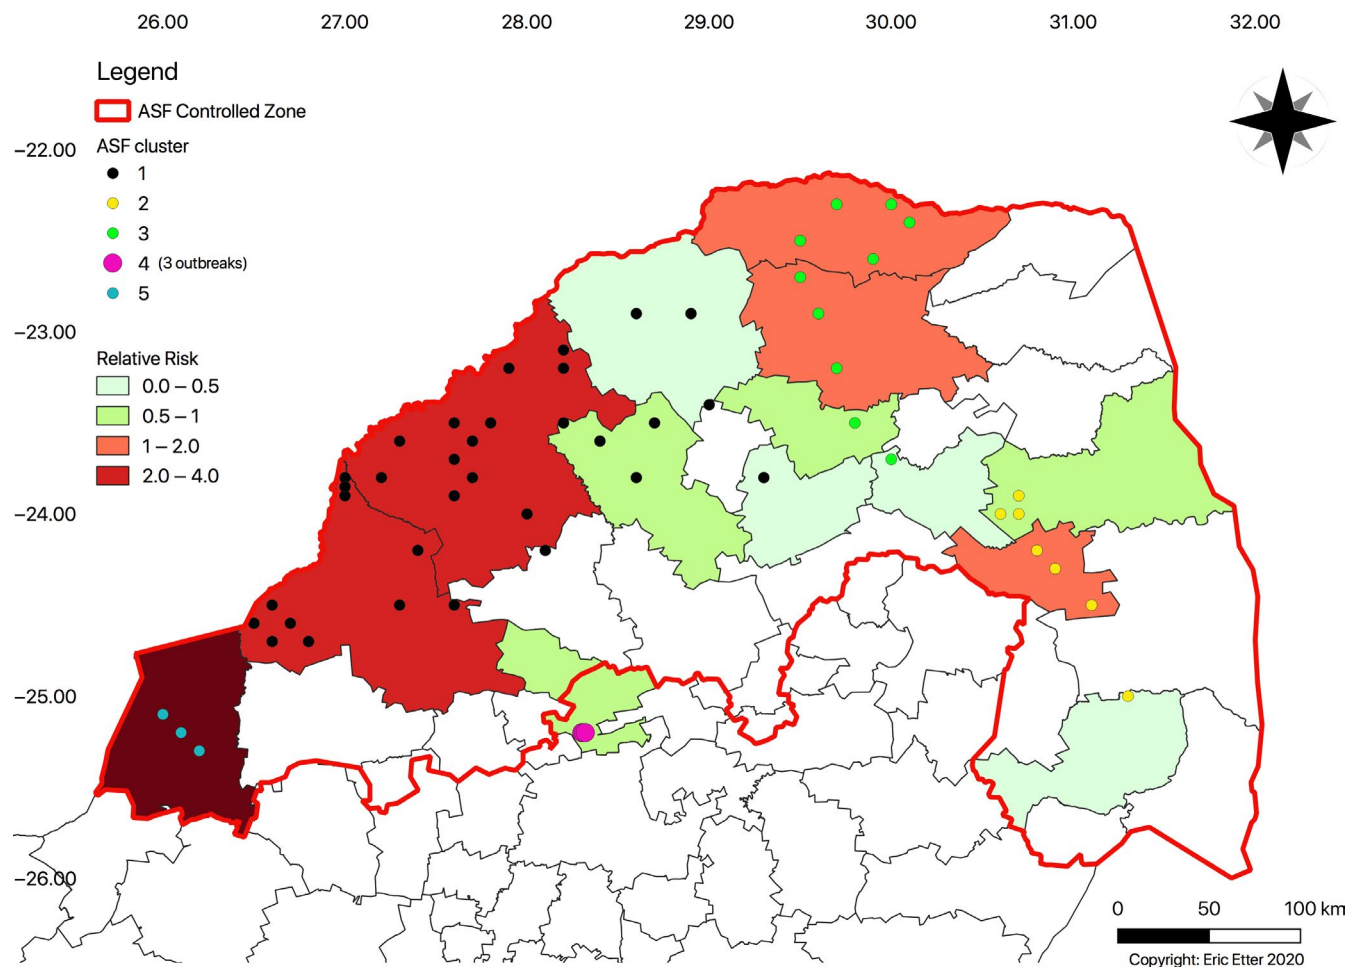 26.00 27.00 28.00 29.00 30.00 31.00 32.00
Legend
ASF Controlled Zone
−22.00
ASF cluster
1
2
3
4 (3 outbreaks)
5
−23.00
Relative Risk
0.0 – 0.5
0.5 – 1
1 – 2.0
2.0 – 4.0
−24.00
−25.00
−26.00
0 50 100 km
Copyright: Eric Etter 2020